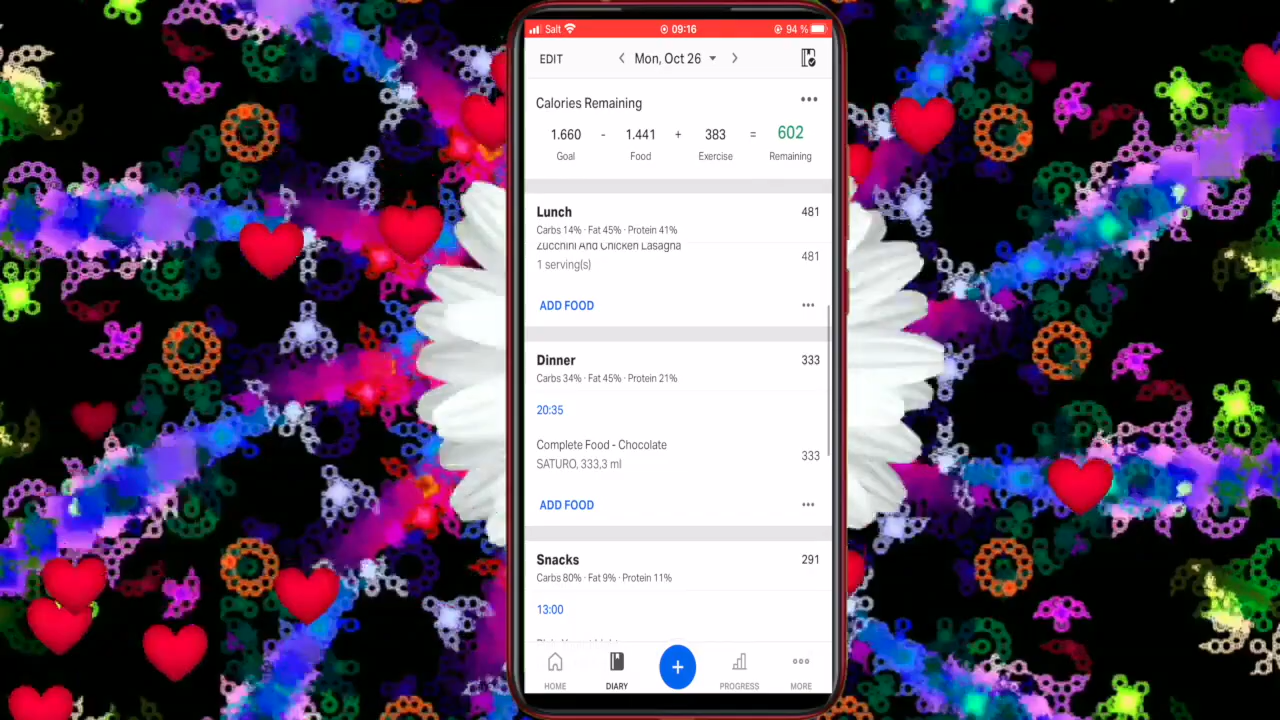 Salt 09:16 94 %
EDIT Mon, Oct 26
Calories Remaining
1.660 - 1.441 + 383 = 602
Goal Food Exercise Remaining
Lunch 481
Carbs 14% · Fat 45% · Protein 41%
Zucchini And Chicken Lasagna
1 serving(s) 481
ADD FOOD
Dinner 333
Carbs 34% · Fat 45% · Protein 21%
20:35
Complete Food - Chocolate
SATURO, 333,3 ml 333
ADD FOOD
Snacks 291
Carbs 80% · Fat 9% · Protein 11%
13:00
HOME DIARY + PROGRESS MORE